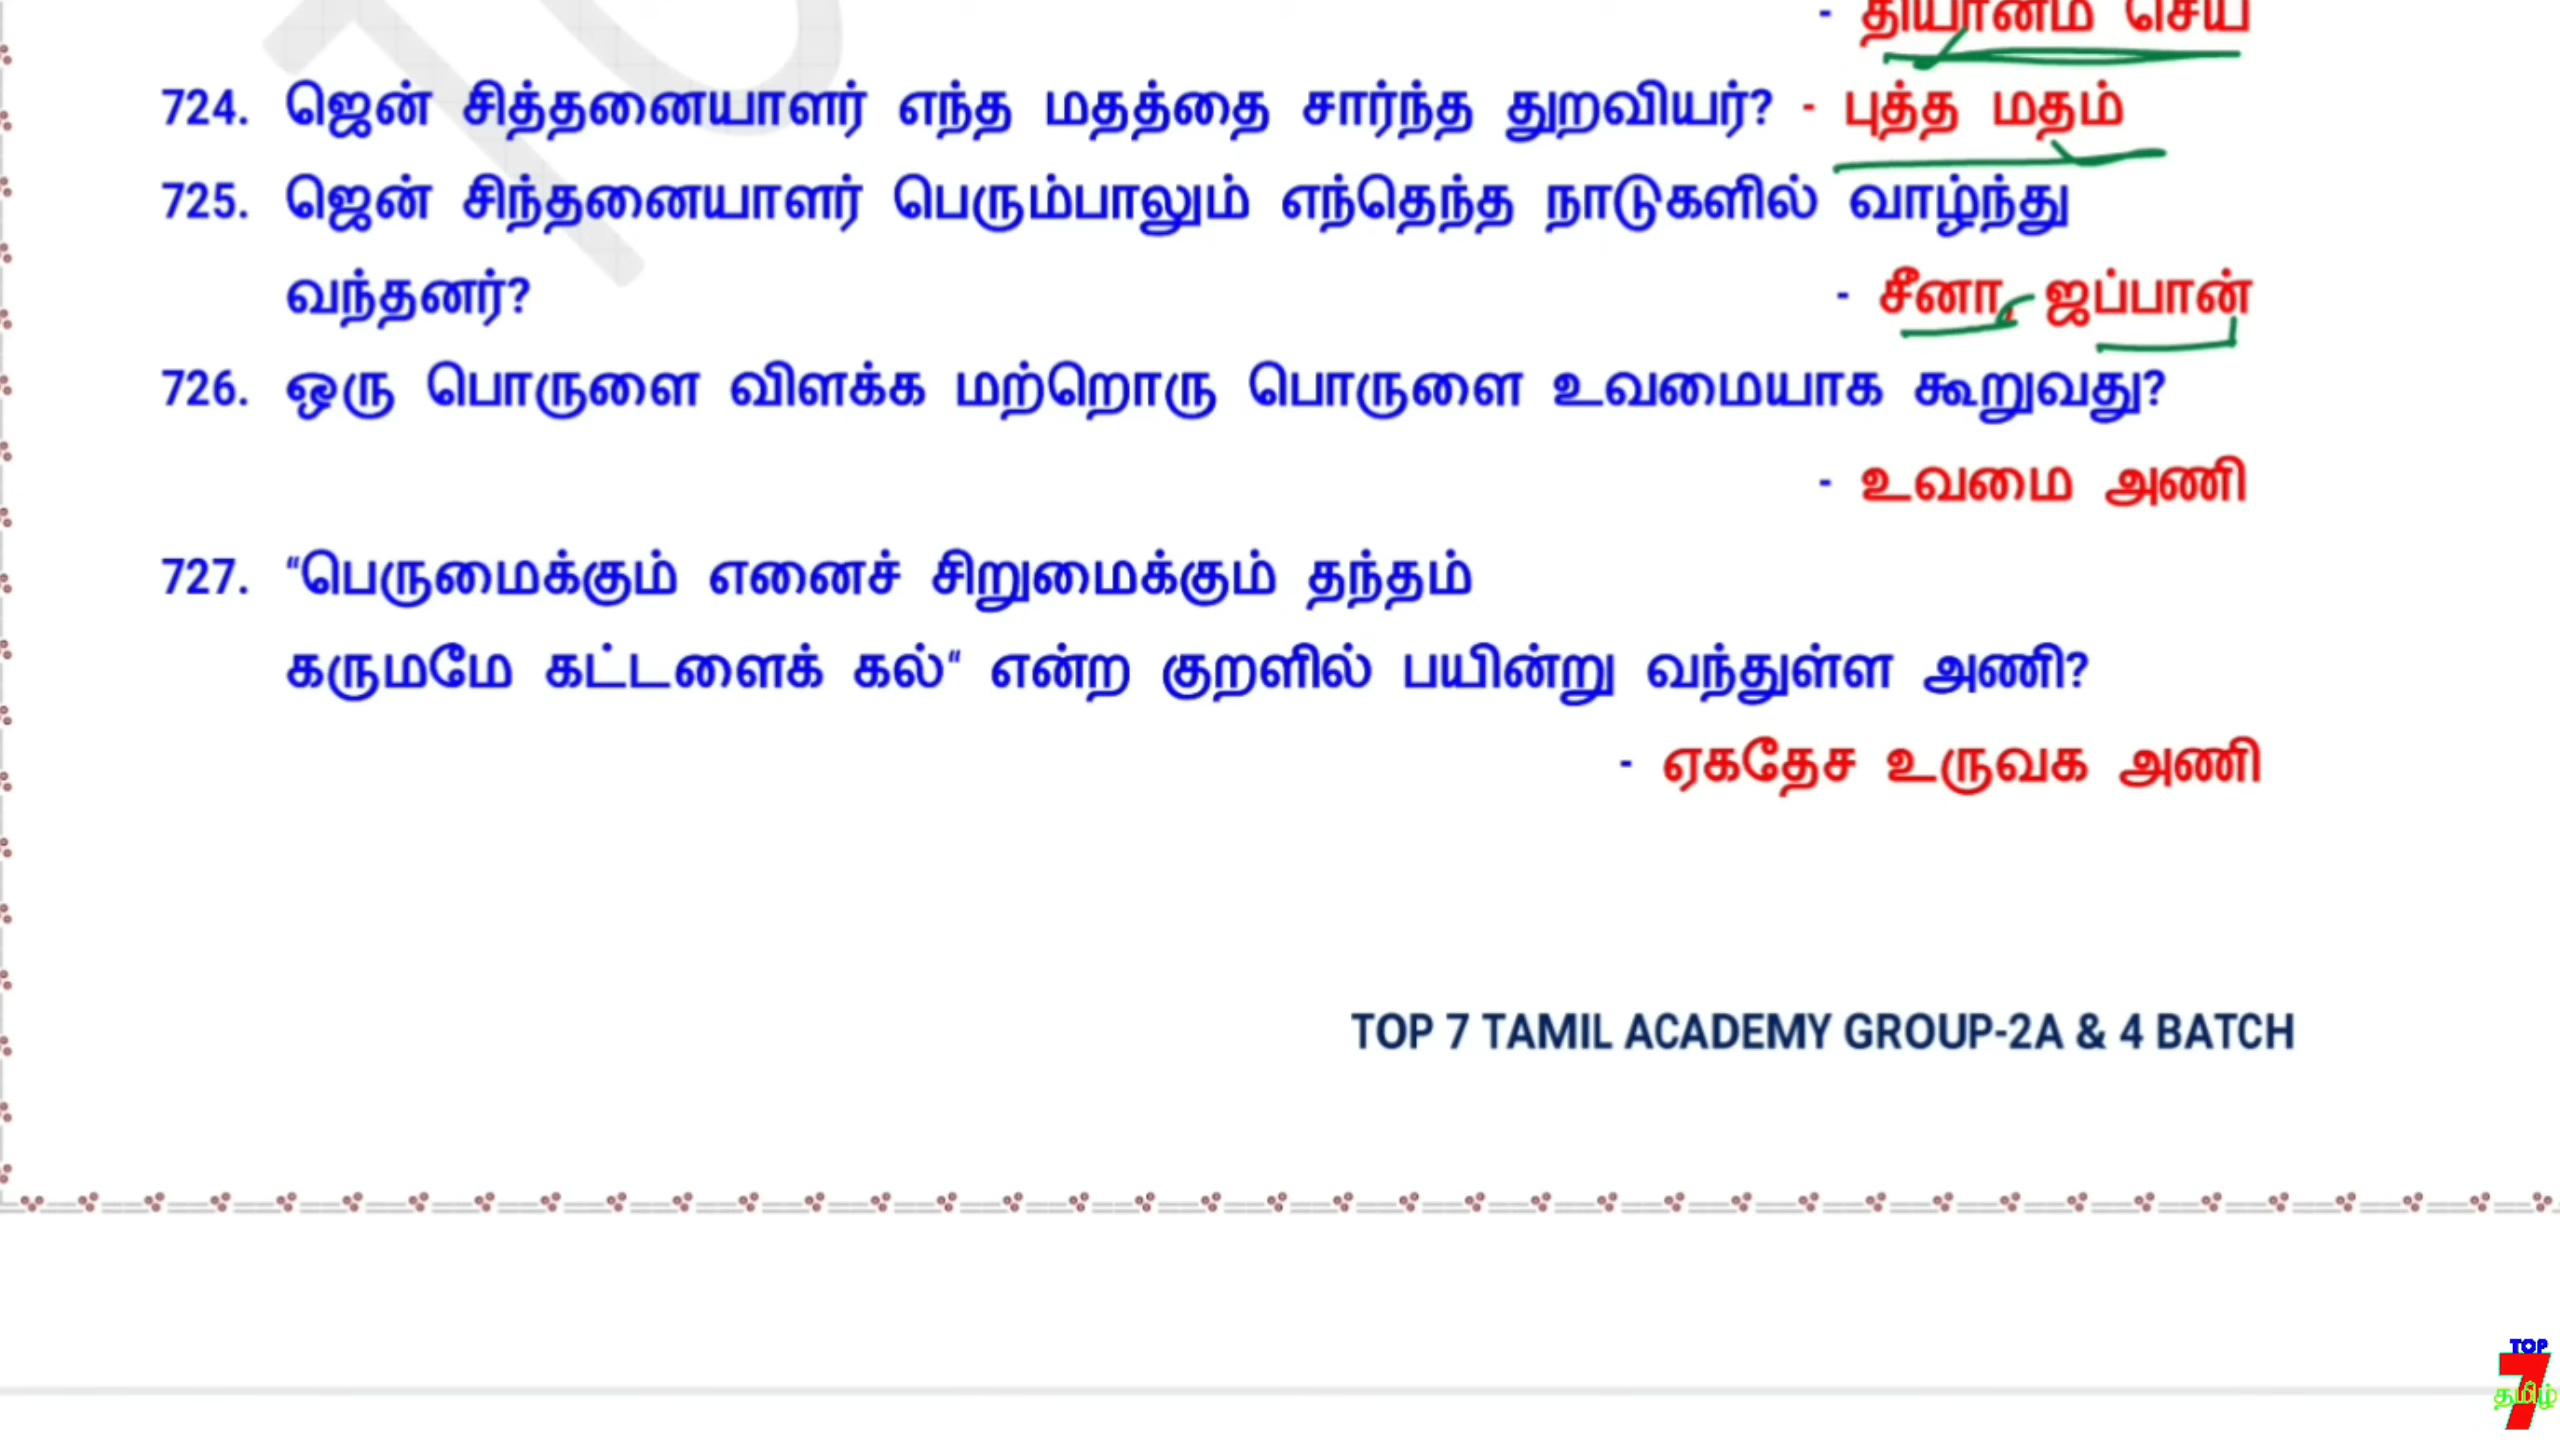 - தியானம் செய்
724. ஜென் சித்தனையாளர் எந்த மதத்தை சார்ந்த துறவியர்? - புத்த மதம்
725. ஜென் சிந்தனையாளர் பெரும்பாலும் எந்தெந்த நாடுகளில் வாழ்ந்து
வந்தனர்? - சீனா, ஜப்பான்
726. ஒரு பொருளை விளக்க மற்றொரு பொருளை உவமையாக கூறுவது?
- உவமை அணி
727. “பெருமைக்கும் எனைச் சிறுமைக்கும் தந்தம்
கருமமே கட்டளைக் கல்“ என்ற குறளில் பயின்று வந்துள்ள அணி?
- ஏகதேச உருவக அணி
TOP 7 TAMIL ACADEMY GROUP-2A & 4 BATCH
TOP
7
தமிழ்